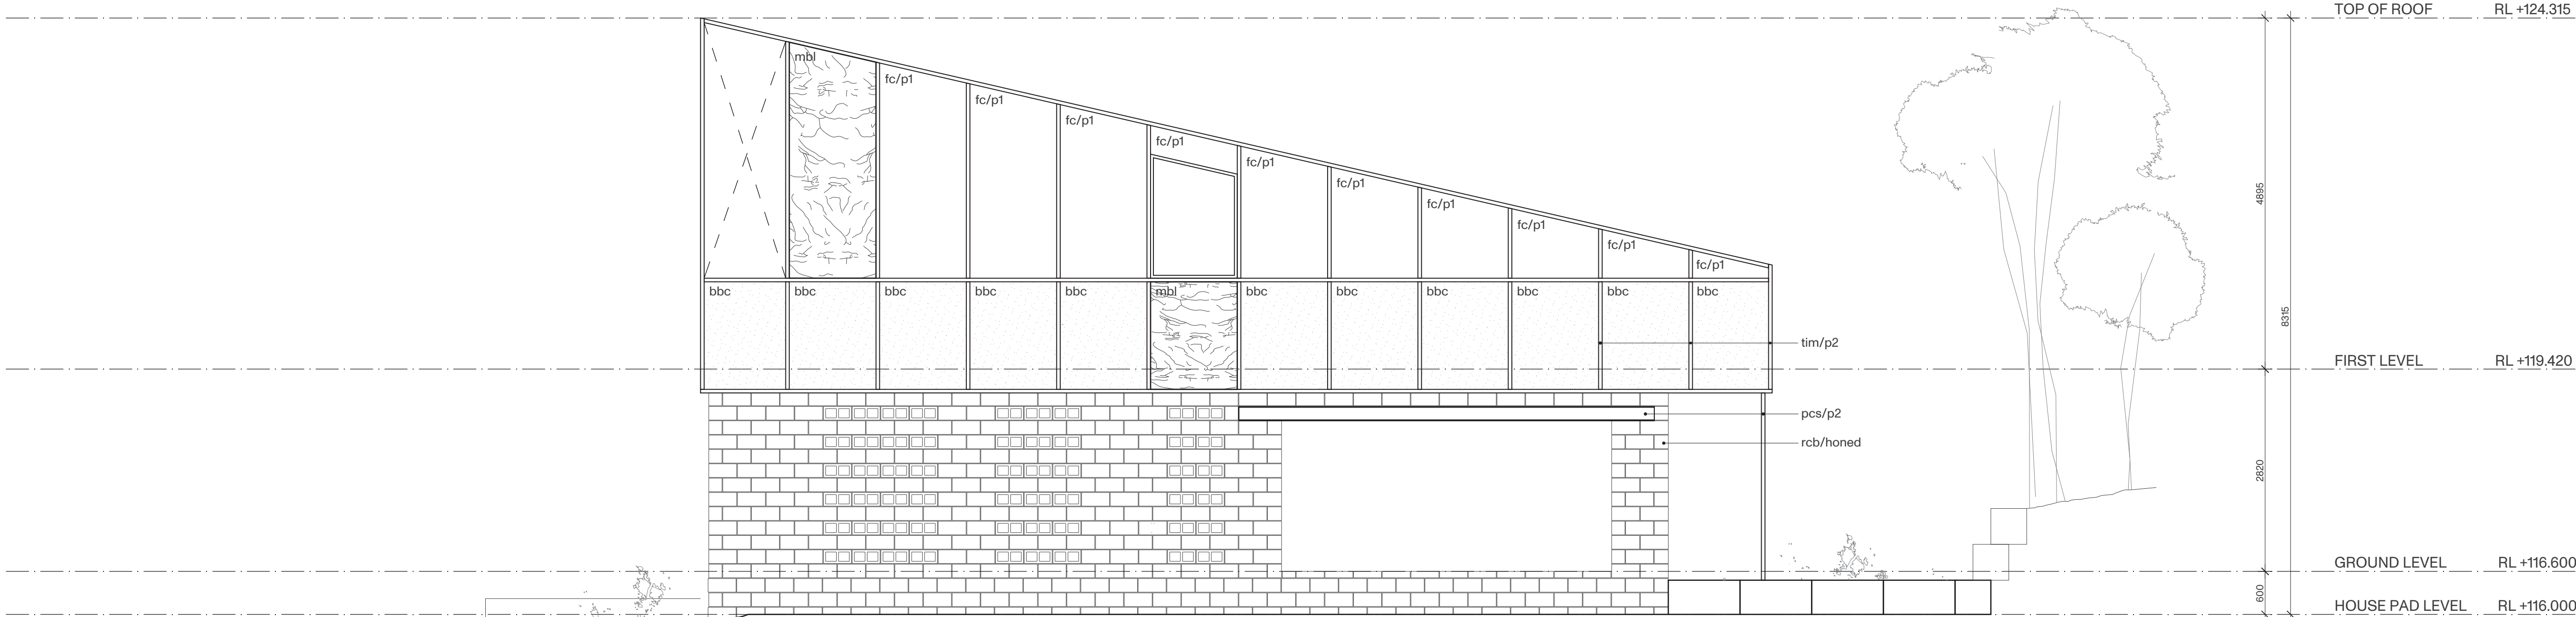 TOP OF ROOF RL +124.315
mbl
fc/p1
fc/p1
fc/p1
fc/p1
fc/p1
fc/p1
fc/p1
fc/p1
fc/p1
fc/p1
4895
bbc bbc bbc bbc bbc mbl bbc bbc bbc bbc bbc bbc
8315
tim/p2
FIRST LEVEL RL +119.420
pcs/p2
rcb/honed
2820
GROUND LEVEL RL +116.600
600
HOUSE PAD LEVEL RL +116.000